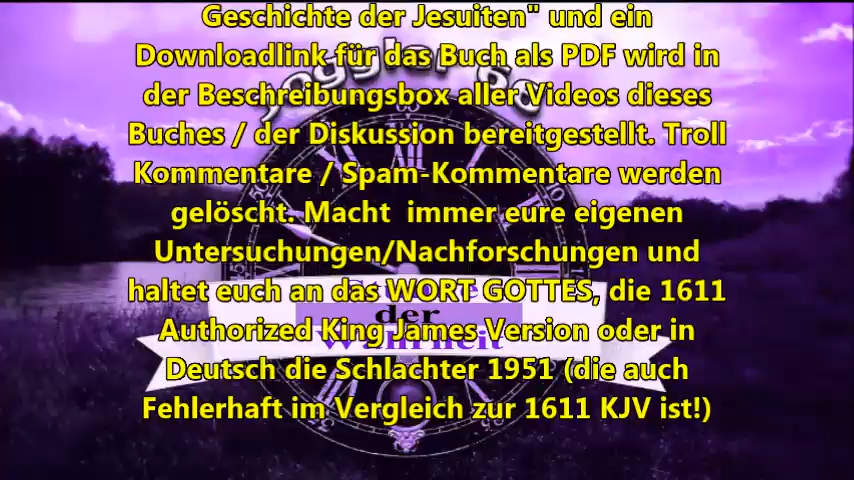 Geschichte der Jesuiten" und ein
Downloadlink für das Buch als PDF wird in
der Beschreibungsbox aller Videos dieses
Buches / der Diskussion bereitgestellt. Troll
Kommentare / Spam-Kommentare werden
gelöscht. Macht  immer eure eigenen
Untersuchungen/Nachforschungen und
haltet euch an das WORT GOTTES, die 1611
Authorized King James Version oder in
Deutsch die Schlachter 1951 (die auch
Fehlerhaft im Vergleich zur 1611 KJV ist!)
der